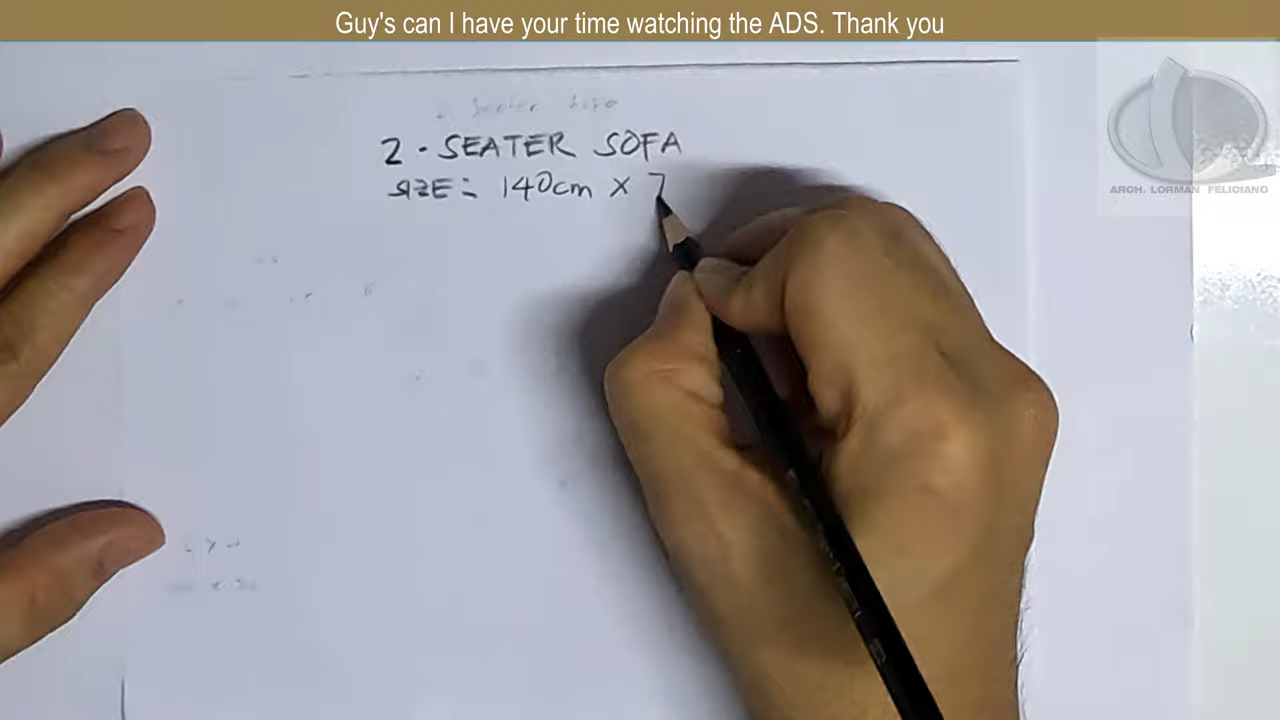 Guy's can I have your time watching the ADS. Thank you
ARCH. LORMAN FELICIANO
2 - SEATER SOFA
SIZE: 140cm X 7